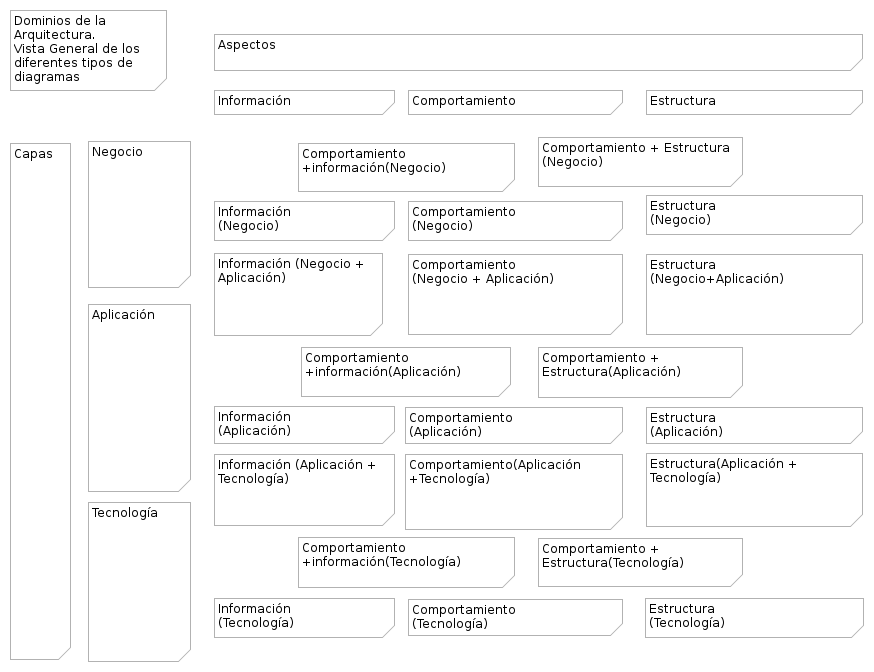 Dominios de la
Arquitectura.
Vista General de los
diferentes tipos de
diagramas
Aspectos
Información
Comportamiento
Estructura
Capas
Negocio
Comportamiento
+información(Negocio)
Comportamiento + Estructura
(Negocio)
Información
(Negocio)
Comportamiento
(Negocio)
Estructura
(Negocio)
Información (Negocio +
Aplicación)
Comportamiento
(Negocio + Aplicación)
Estructura
(Negocio+Aplicación)
Aplicación
Comportamiento
+información(Aplicación)
Comportamiento +
Estructura(Aplicación)
Información
(Aplicación)
Comportamiento
(Aplicación)
Estructura
(Aplicación)
Información (Aplicación +
Tecnología)
Comportamiento(Aplicación
+Tecnología)
Estructura(Aplicación +
Tecnología)
Tecnología
Comportamiento
+información(Tecnología)
Comportamiento +
Estructura(Tecnología)
Información
(Tecnología)
Comportamiento
(Tecnología)
Estructura
(Tecnología)